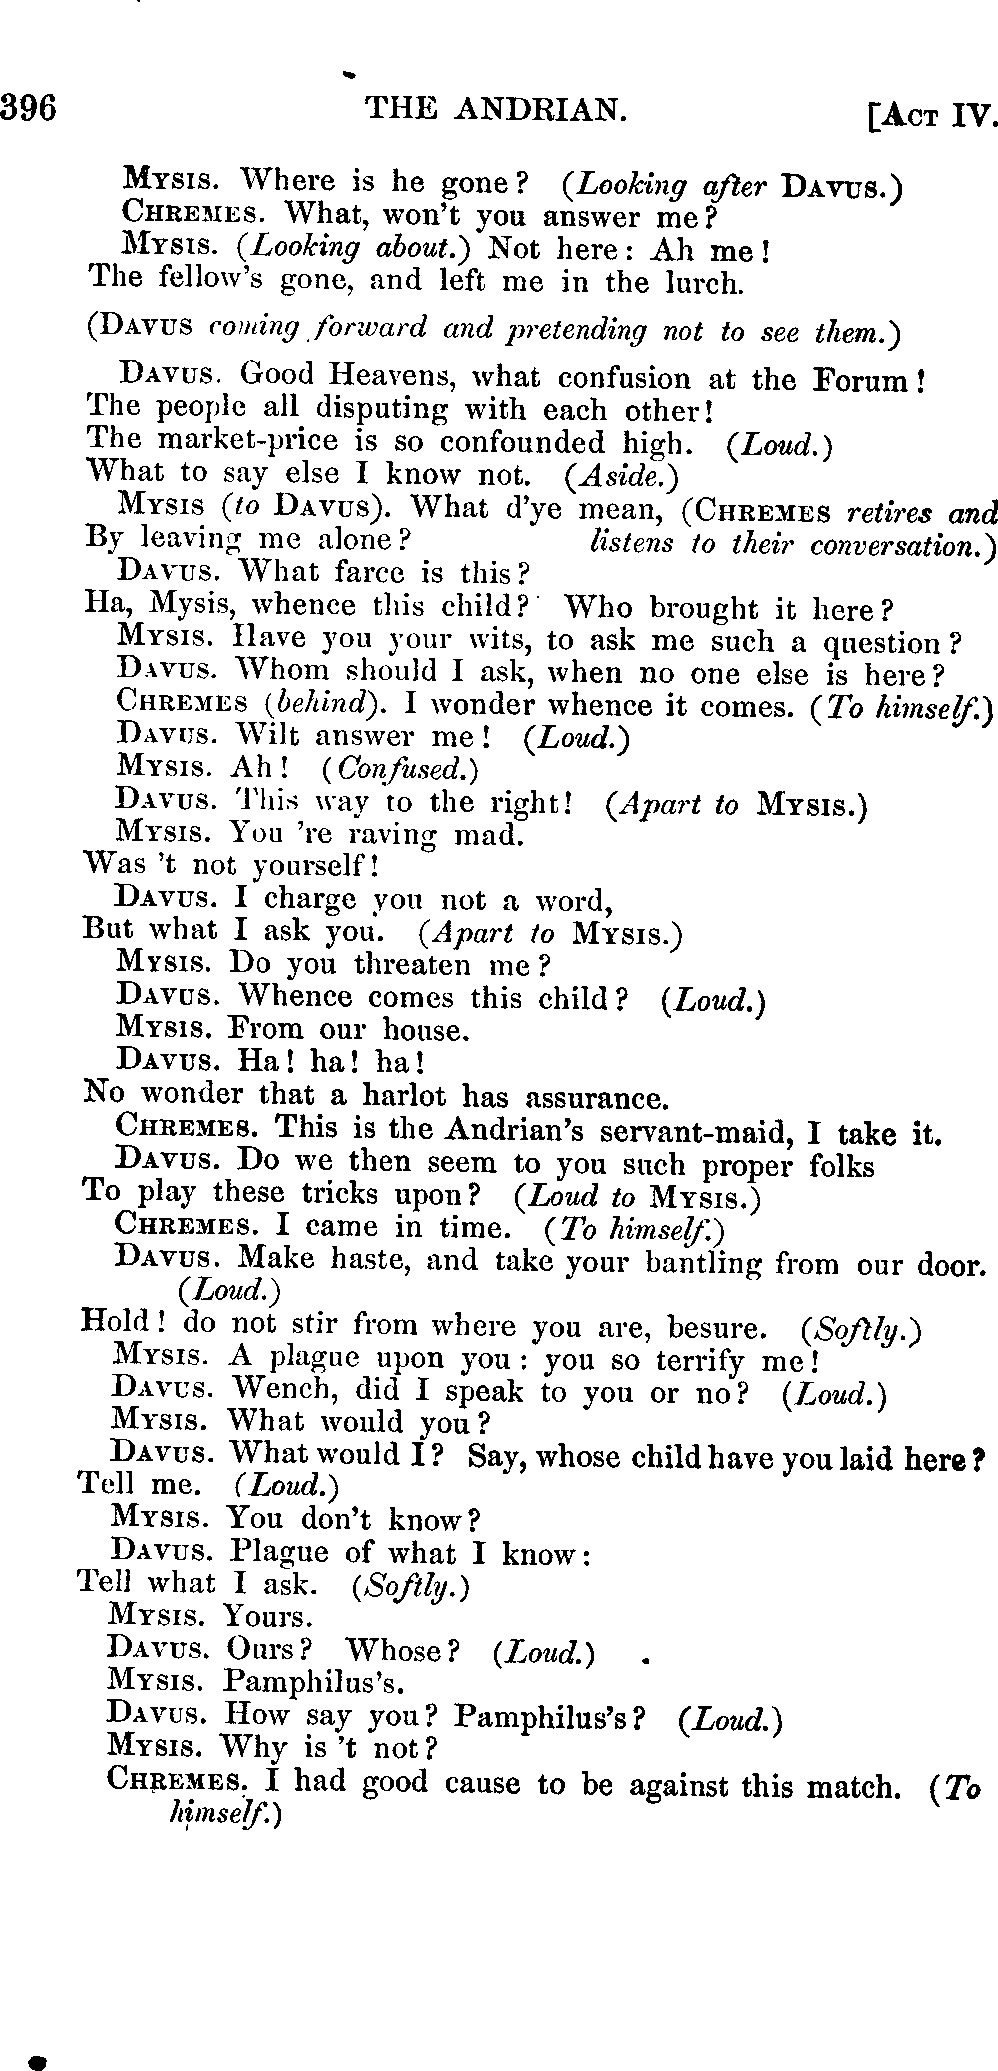 396 THE ANDRIAN. [ACT IV.
MYSIS. Where is he gone? (Looking after DAVUS.)
CHREMES. What, won't you answer me?
MYSIS. (Looking about.) Not here: Ah me!
The fellow's gone, and left me in the lurch.
(DAVUS coming forward and pretending not to see them.)
DAVUS. Good Heavens, what confusion at the Forum!
The people all disputing with each other!
The market-price is so confounded high. (Loud.)
What to say else I know not. (Aside.)
MYSIS (to DAVUS). What d'ye mean, (CHREMES retires and
By leaving me alone? listens to their conversation.)
DAVUS. What farce is this?
Ha, Mysis, whence this child? Who brought it here?
MYSIS. Have you your wits, to ask me such a question?
DAVUS. Whom should I ask, when no one else is here?
CHREMES (behind). I wonder whence it comes. (To himself.)
DAVUS. Wilt answer me! (Loud.)
MYSIS. Ah! (Confused.)
DAVUS. This way to the right! (Apart to MYSIS.)
MYSIS. You 're raving mad.
Was 't not yourself!
DAVUS. I charge you not a word,
But what I ask you. (Apart to MYSIS.)
MYSIS. Do you threaten me?
DAVUS. Whence comes this child? (Loud.)
MYSIS. From our house.
DAVUS. Ha! ha! ha!
No wonder that a harlot has assurance.
CHREMES. This is the Andrian's servant-maid, I take it.
DAVUS. Do we then seem to you such proper folks
To play these tricks upon? (Loud to MYSIS.)
CHREMES. I came in time. (To himself.)
DAVUS. Make haste, and take your bantling from our door.
(Loud.)
Hold! do not stir from where you are, besure. (Softly.)
MYSIS. A plague upon you: you so terrify me!
DAVUS. Wench, did I speak to you or no? (Loud.)
MYSIS. What would you?
DAVUS. What would I? Say, whose child have you laid here?
Tell me. (Loud.)
MYSIS. You don't know?
DAVUS. Plague of what I know:
Tell what I ask. (Softly.)
MYSIS. Yours.
DAVUS. Ours? Whose? (Loud.)
MYSIS. Pamphilus's.
DAVUS. How say you? Pamphilus's? (Loud.)
MYSIS. Why is 't not?
CHREMES. I had good cause to be against this match. (To
himself.)